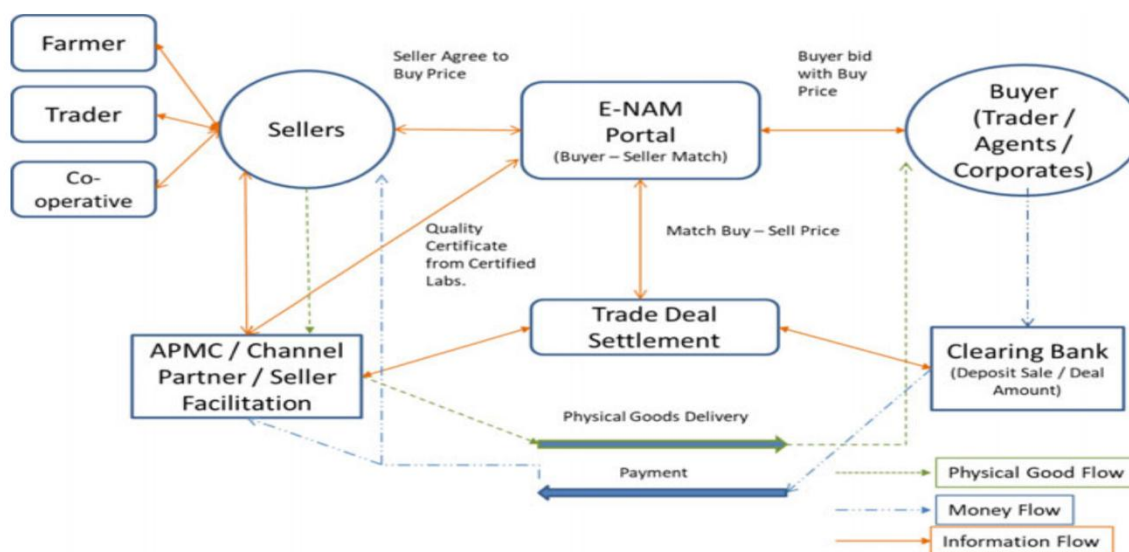 Farmer
Trader
Co-
operative
Sellers
Seller Agree to
Buy Price
E-NAM
Portal
(Buyer – Seller Match)
Buyer bid
with Buy
Price
Buyer
(Trader /
Agents /
Corporates)
Quality
Certificate
from Certified
Labs.
Match Buy – Sell Price
APMC / Channel
Partner / Seller
Facilitation
Trade Deal
Settlement
Clearing Bank
(Deposit Sale / Deal
Amount)
Physical Goods Delivery
Payment
Physical Good Flow
Money Flow
Information Flow